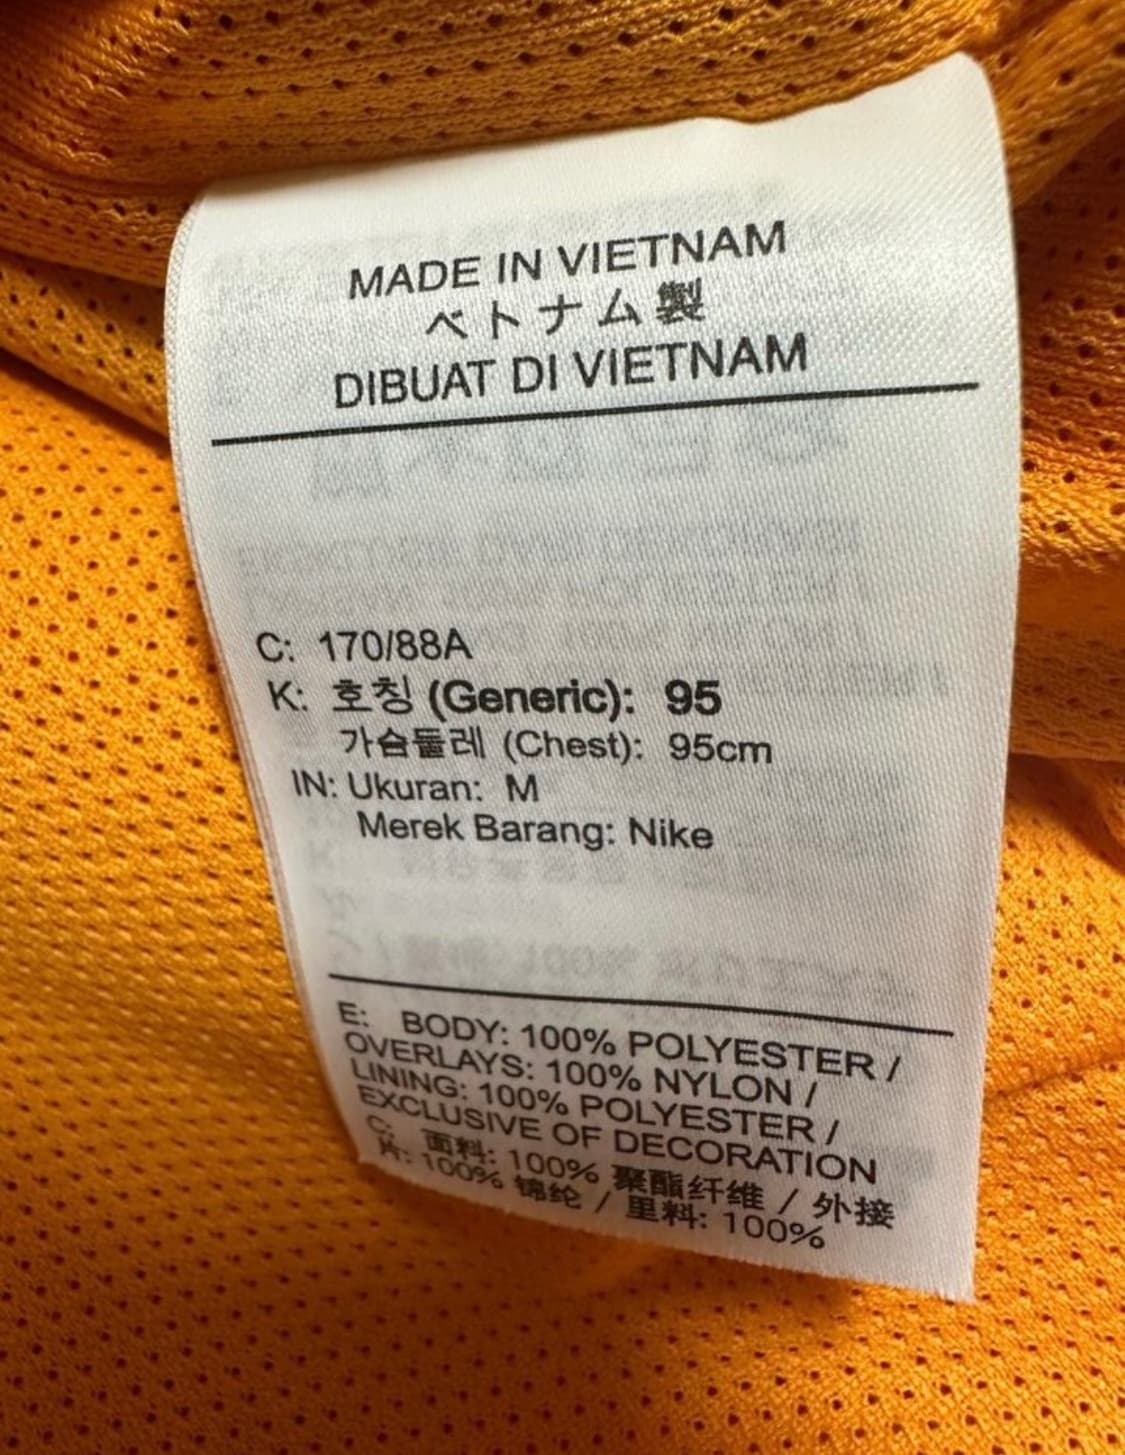 MADE IN VIETNAM
ベトナム製
DIBUAT DI VIETNAM
C: 170/88A
K: 호칭 (Generic): 95
가슴둘레 (Chest): 95cm
IN: Ukuran: M
Merek Barang: Nike
E: BODY: 100% POLYESTER /
OVERLAYS: 100% NYLON /
LINING: 100% POLYESTER /
EXCLUSIVE OF DECORATION
C: 面料: 100% 聚酯纤维 / 外接
片: 100% 锦纶 / 里料: 100%